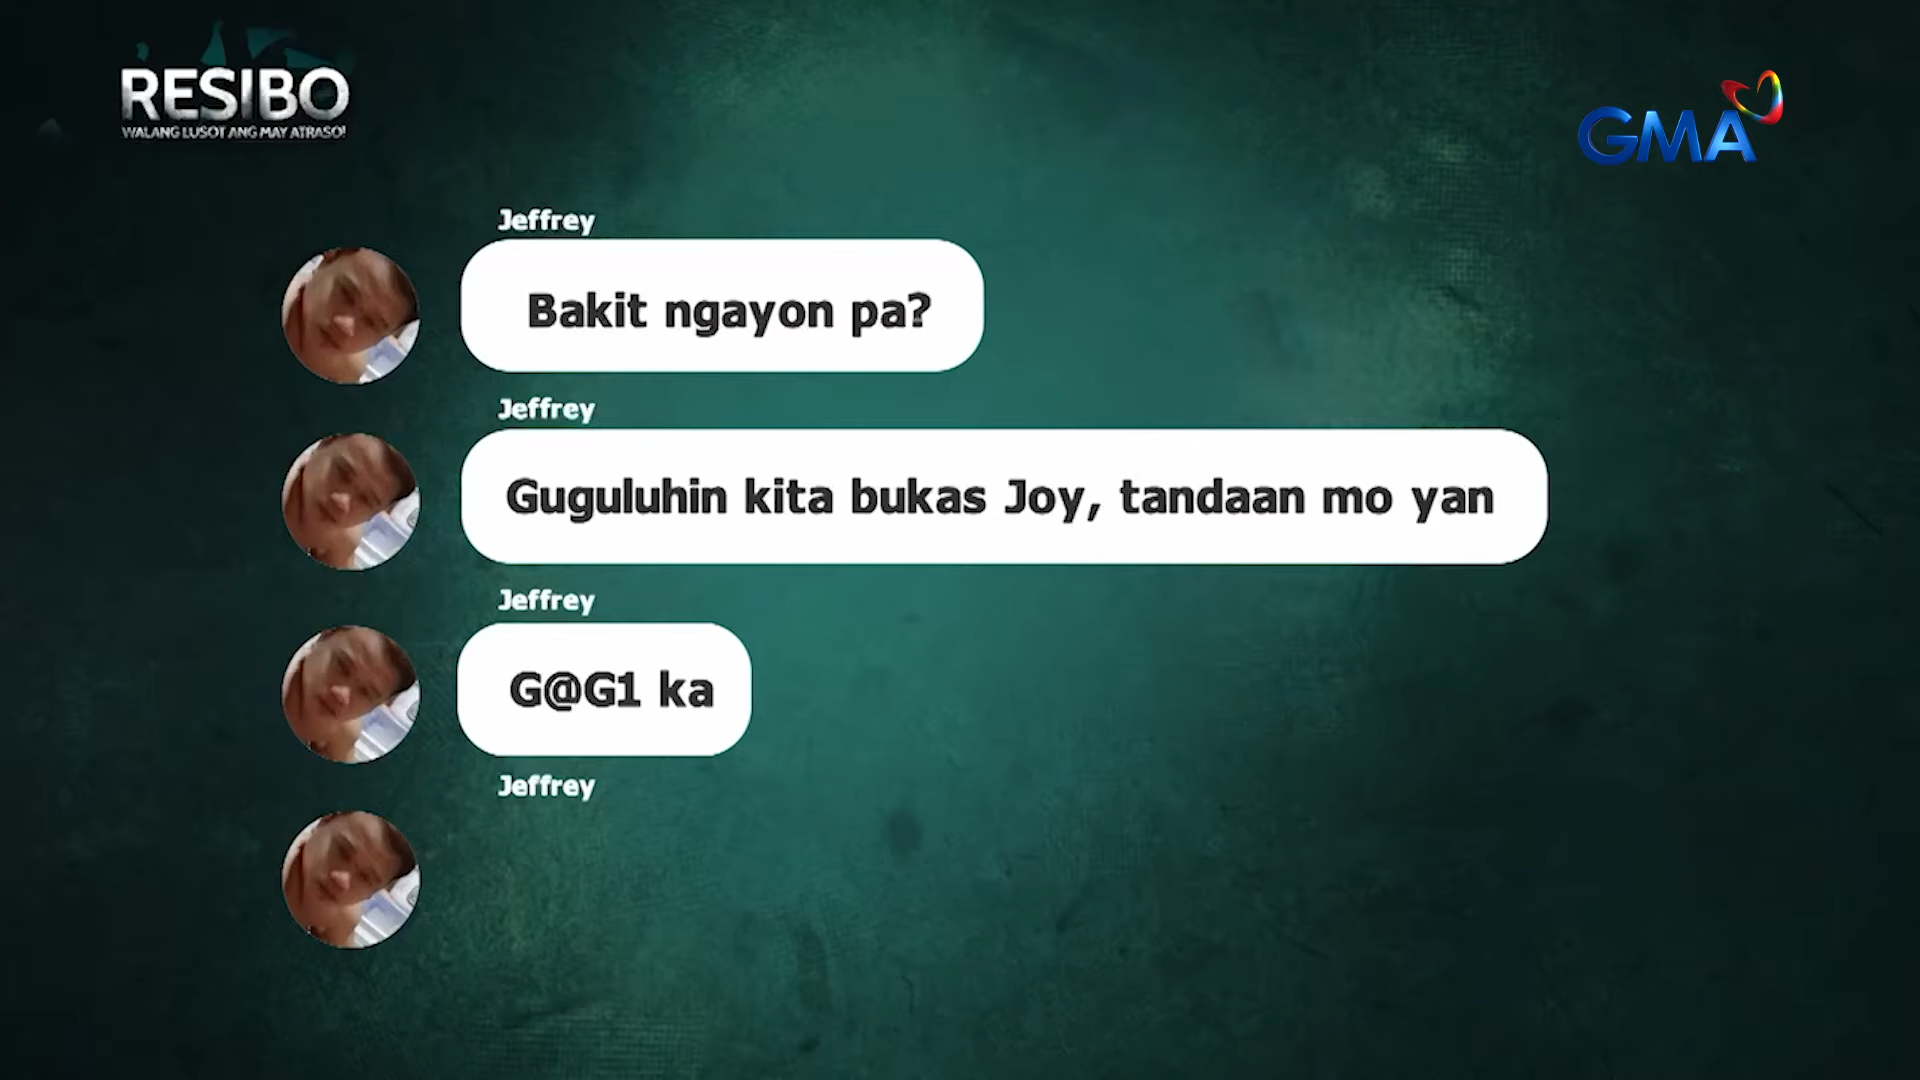 RESIBO
WALANG LUSOT ANG MAY ATRASO!
GMA
Jeffrey
Bakit ngayon pa?
Jeffrey
Guguluhin kita bukas Joy, tandaan mo yan
Jeffrey
G@G1 ka
Jeffrey